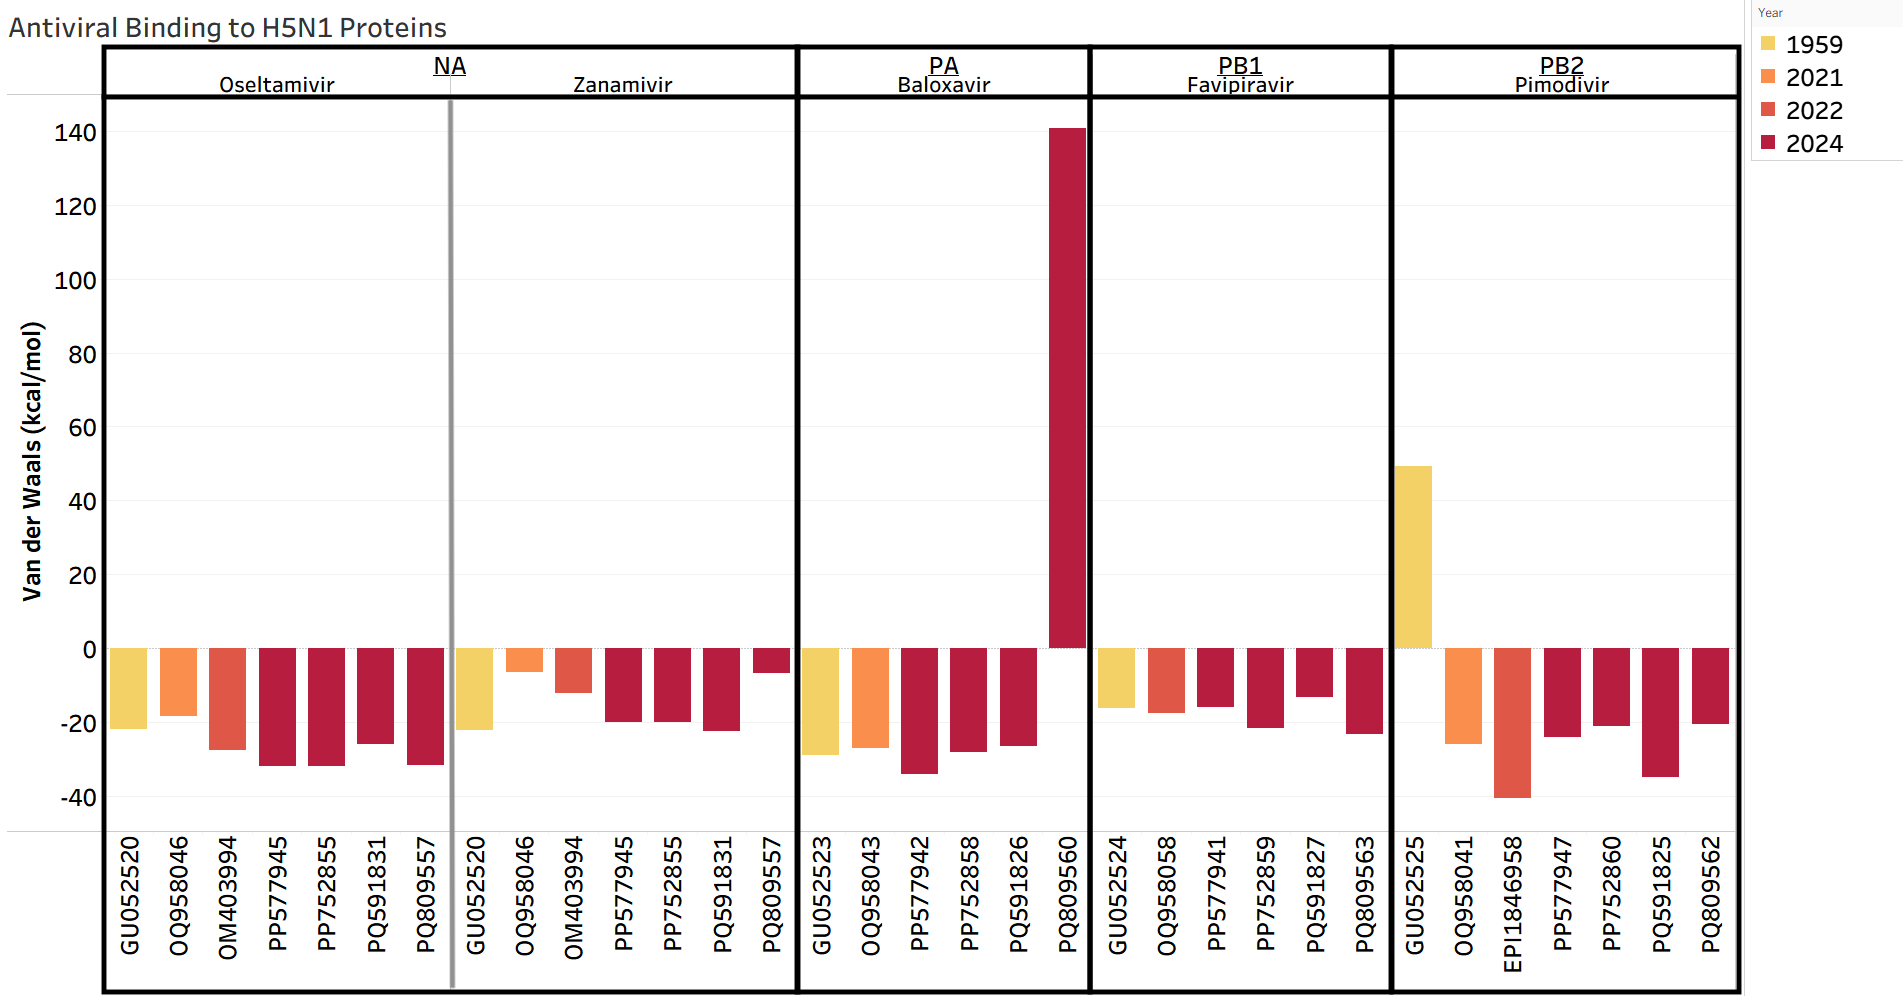 Antiviral Binding to H5N1 Proteins
Year
1959
2021
2022
2024
NA
PA
PB1
PB2
Oseltamivir
Zanamivir
Baloxavir
Favipiravir
Pimodivir
Van der Waals (kcal/mol)
140
120
100
80
60
40
20
0
-20
-40
GU052520
OQ958046
OM403994
PP577945
PP752855
PQ591831
PQ809557
GU052520
OQ958046
OM403994
PP577945
PP752855
PQ591831
PQ809557
GU052523
OQ958043
PP577942
PP752858
PQ591826
PQ809560
GU052524
OQ958058
PP577941
PP752859
PQ591827
PQ809563
GU052525
OQ958041
EPI1846958
PP577947
PP752860
PQ591825
PQ809562